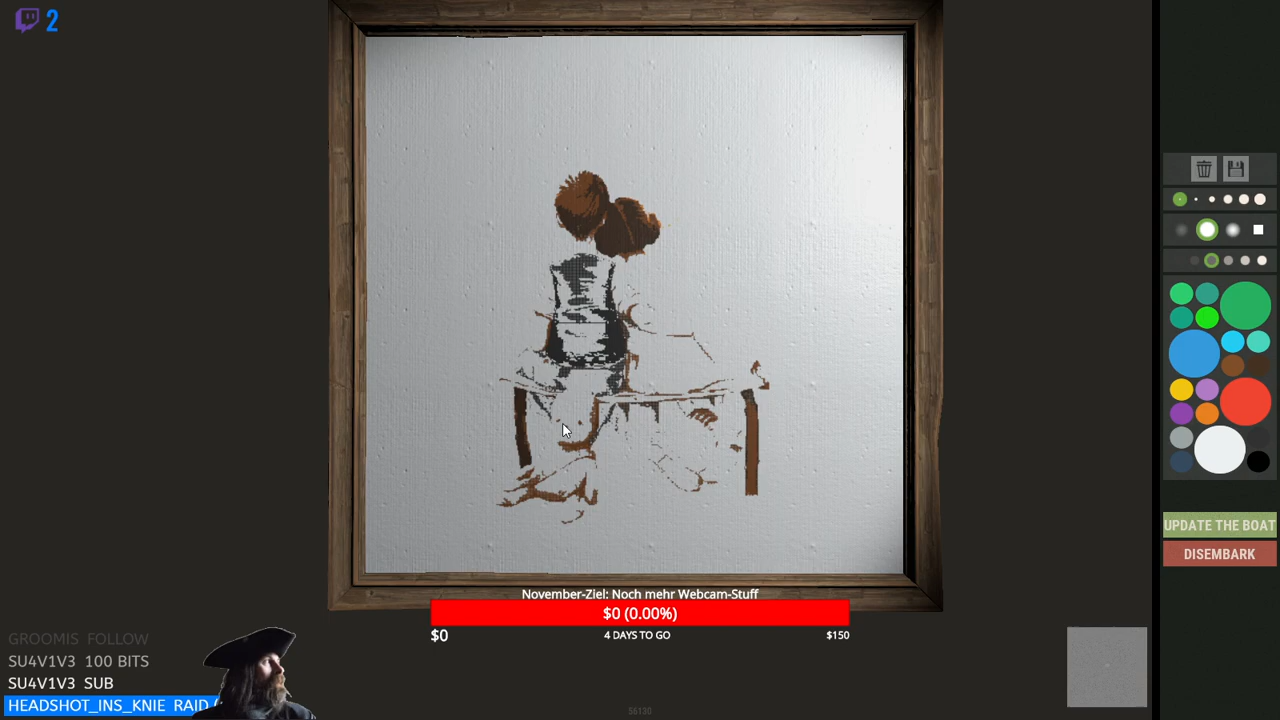 2
UPDATE THE BOAT
DISEMBARK
November-Ziel: Noch mehr Webcam-Stuff
$0 (0.00%)
$0 4 DAYS TO GO $150
GROOMIS FOLLOW
SU4V1V3 100 BITS
SU4V1V3 SUB
HEADSHOT_INS_KNIE RAID (
56130